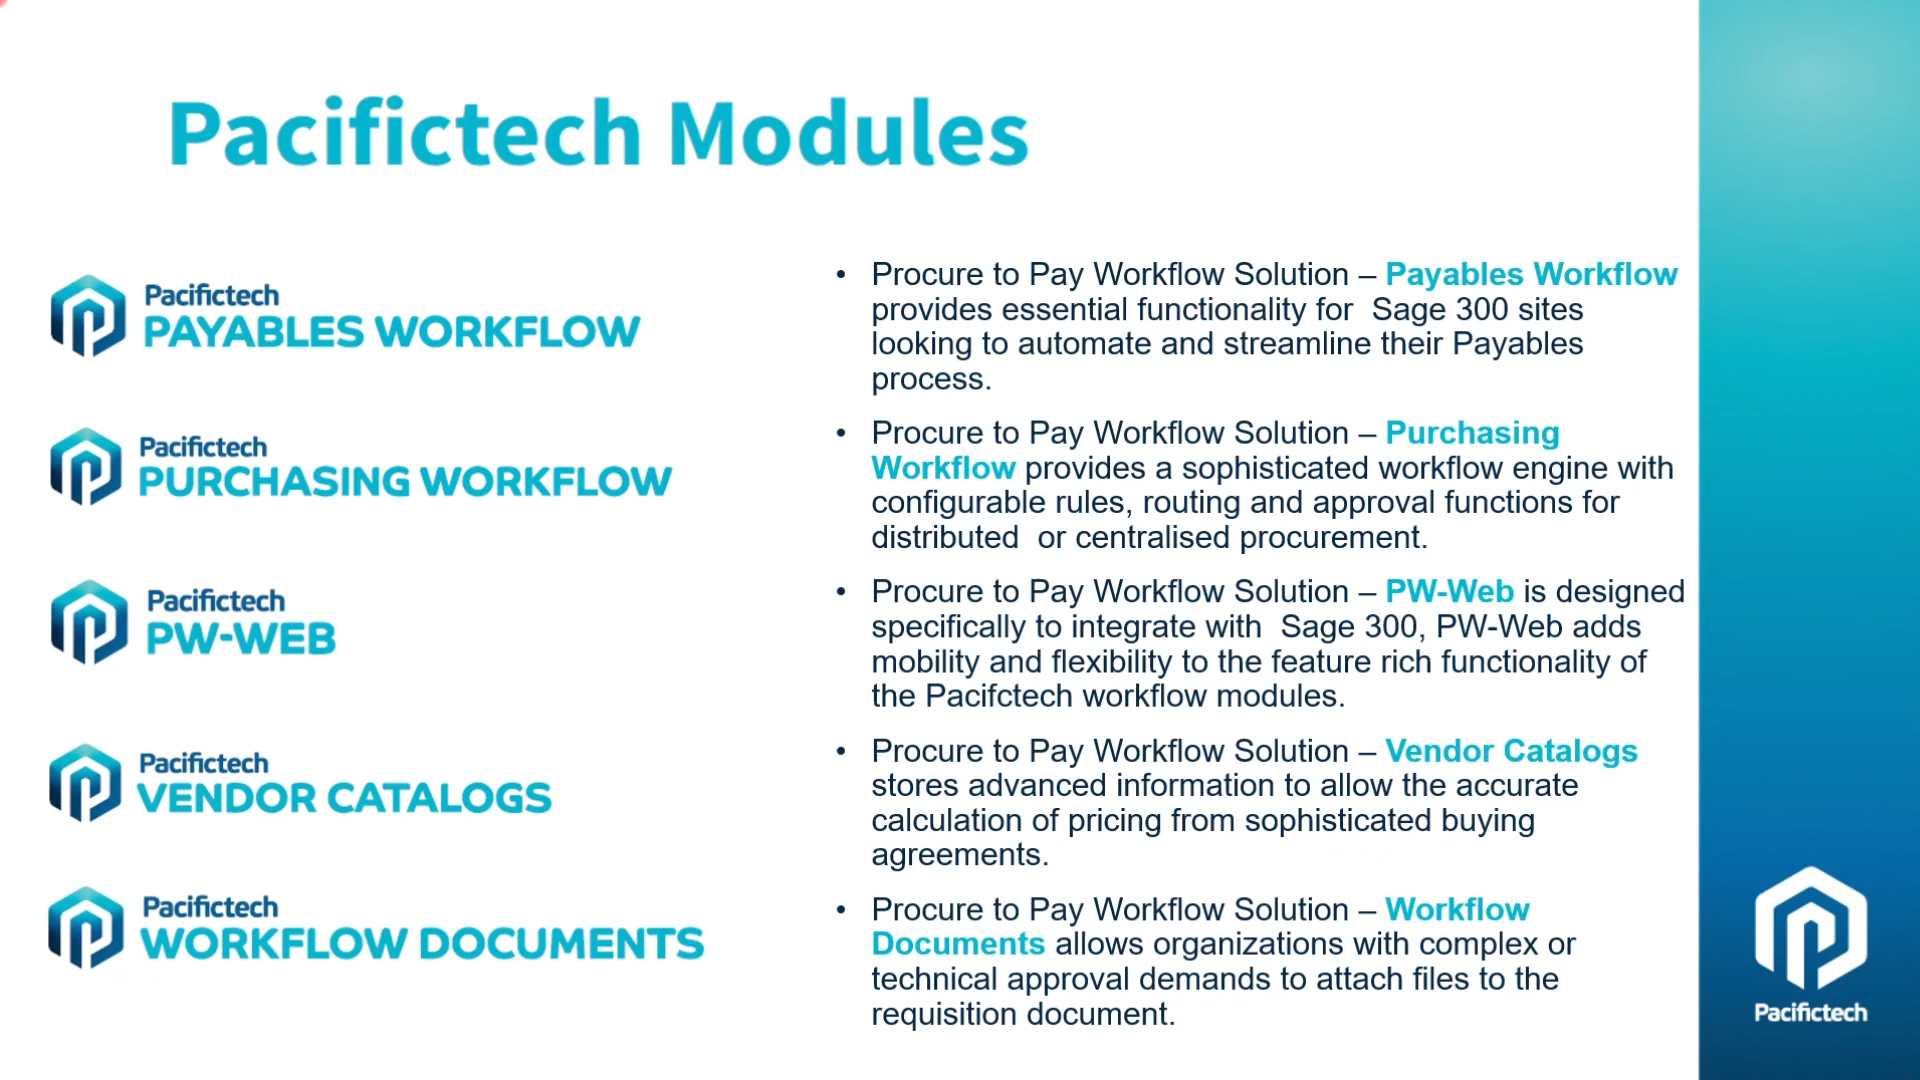 Pacifictech Modules
Pacifictech
PAYABLES WORKFLOW
Pacifictech
PURCHASING WORKFLOW
Pacifictech
PW-WEB
Pacifictech
VENDOR CATALOGS
Pacifictech
WORKFLOW DOCUMENTS
• Procure to Pay Workflow Solution – Payables Workflow
provides essential functionality for  Sage 300 sites
looking to automate and streamline their Payables
process.
• Procure to Pay Workflow Solution – Purchasing
Workflow provides a sophisticated workflow engine with
configurable rules, routing and approval functions for
distributed  or centralised procurement.
• Procure to Pay Workflow Solution – PW-Web is designed
specifically to integrate with  Sage 300, PW-Web adds
mobility and flexibility to the feature rich functionality of
the Pacifctech workflow modules.
• Procure to Pay Workflow Solution – Vendor Catalogs
stores advanced information to allow the accurate
calculation of pricing from sophisticated buying
agreements.
• Procure to Pay Workflow Solution – Workflow
Documents allows organizations with complex or
technical approval demands to attach files to the
requisition document.
Pacifictech